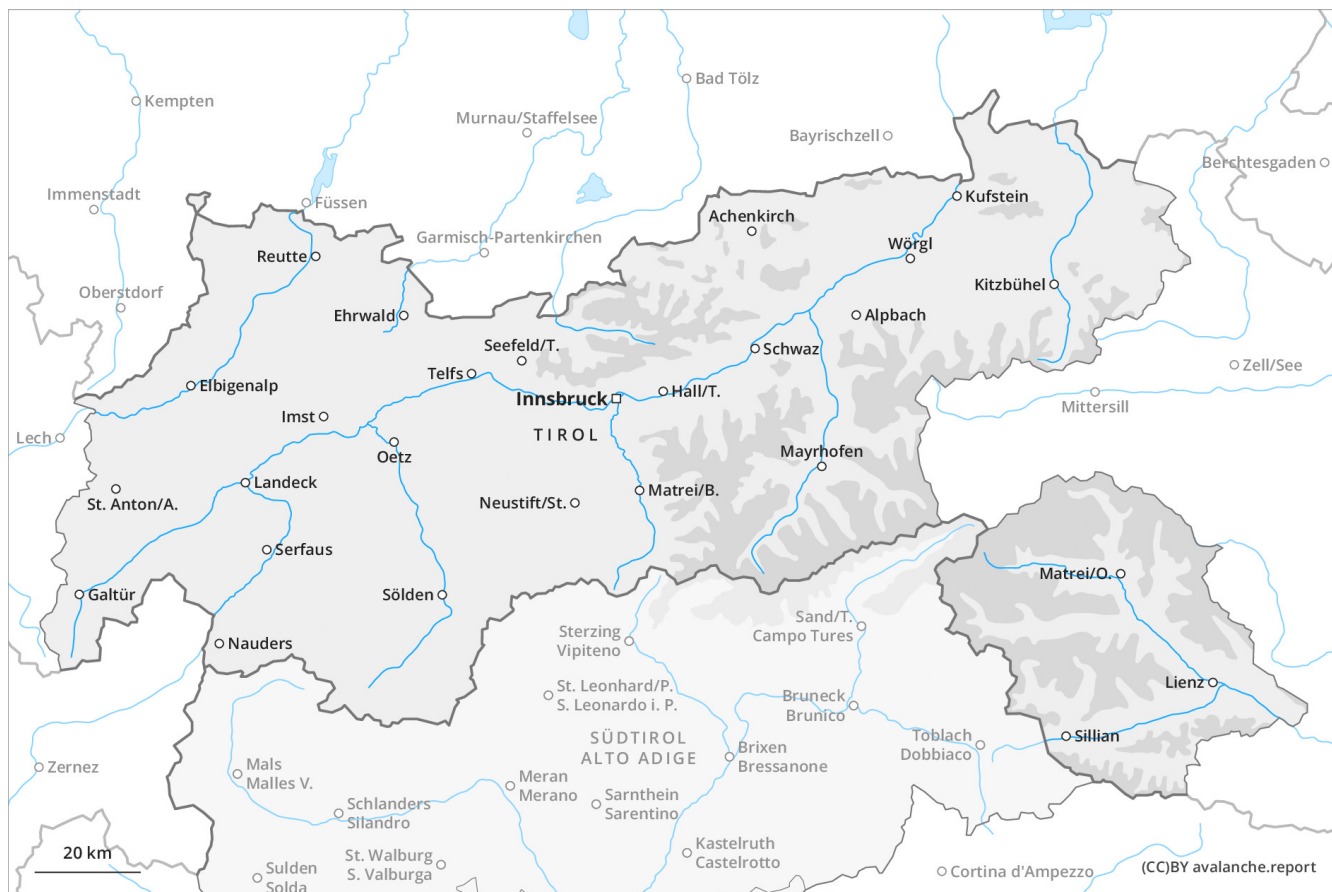 Kempten
Bad Tölz
Murnau/Staffelsee
Bayrischzell
Berchtesgaden
Immenstadt
Füssen
Kufstein
Achenkirch
Garmisch-Partenkirchen
Wörgl
Reutte
Kitzbühel
Oberstdorf
Ehrwald
Alpbach
Seefeld/T.
Schwaz
Zell/See
Telfs
Elbigenalp
Hall/T.
Innsbruck
Mittersill
Imst
TIROL
Lech
Oetz
Mayrhofen
Landeck
St. Anton/A.
Neustift/St.
Matrei/B.
Serfaus
Matrei/O.
Galtür
Sölden
Sand/T.
Campo Tures
Sterzing
Vipiteno
Nauders
Lienz
St. Leonhard/P.
S. Leonardo i. P.
Bruneck
Brunico
Sillian
SÜDTIROL
ALTO ADIGE
Toblach
Dobbiaco
Brixen
Bressanone
Zernez
Mals
Malles V.
Meran
Merano
Schlanders
Silandro
Sarnthein
Sarentino
Kastelruth
Castelrotto
20 km
St. Walburg
S. Valburga
Sulden
Solda
Cortina d'Ampezzo
(CC)BY avalanche.report